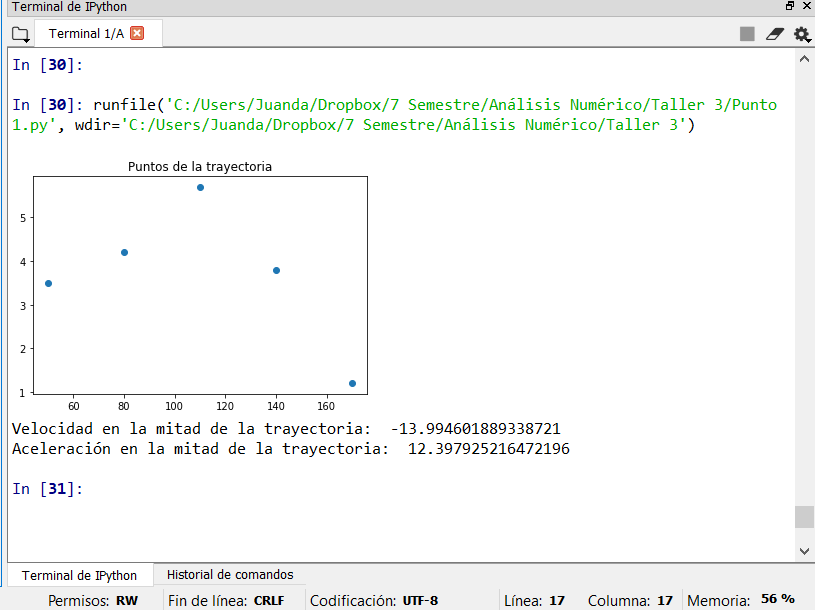 Terminal de IPython
Terminal 1/A
In [30]:
In [30]: runfile('C:/Users/Juanda/Dropbox/7 Semestre/Análisis Numérico/Taller 3/Punto
1.py', wdir='C:/Users/Juanda/Dropbox/7 Semestre/Análisis Numérico/Taller 3')
Puntos de la trayectoria
5
4
3
2
1
60 80 100 120 140 160
Velocidad en la mitad de la trayectoria:  -13.994601889338721
Aceleración en la mitad de la trayectoria:  12.397925216472196
In [31]:
Terminal de IPython Historial de comandos
Permisos: RW Fin de línea: CRLF Codificación: UTF-8 Línea: 17 Columna: 17 Memoria: 56 %